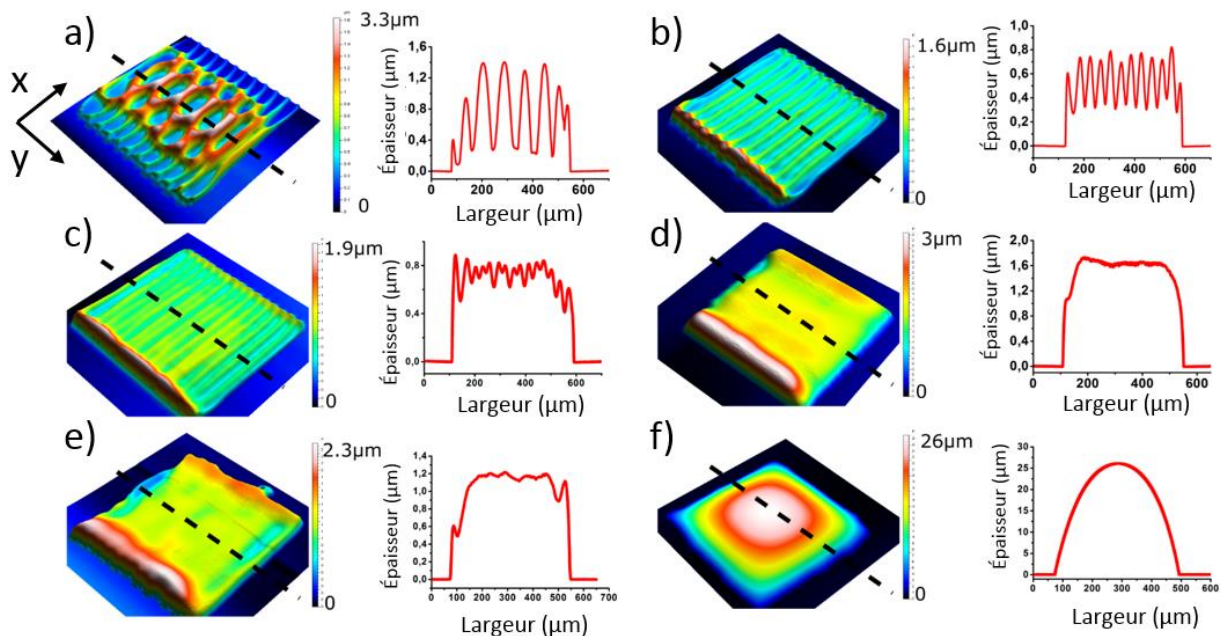 a)
x
y
3.3µm
0
Épaisseur (µm)
1,6
1,2
0,8
0,4
0,0
0 200 400 600
Largeur (µm)
b)
1.6µm
0
Épaisseur (µm)
1,0
0,8
0,6
0,4
0,2
0,0
0 200 400 600
Largeur (µm)
c)
1.9µm
0
Épaisseur (µm)
0,8
0,4
0,0
0 200 400 600
Largeur (µm)
d)
3µm
0
Épaisseur (µm)
2,0
1,6
1,2
0,8
0,4
0,0
0 200 400 600
Largeur (µm)
e)
2.3µm
0
Épaisseur (µm)
1,4
1,2
1,0
0,8
0,6
0,4
0,2
0,0
0 100 200 300 400 500 600 700
Largeur (µm)
f)
26µm
0
Épaisseur (µm)
30
25
20
15
10
5
0
0 100 200 300 400 500 600
Largeur (µm)